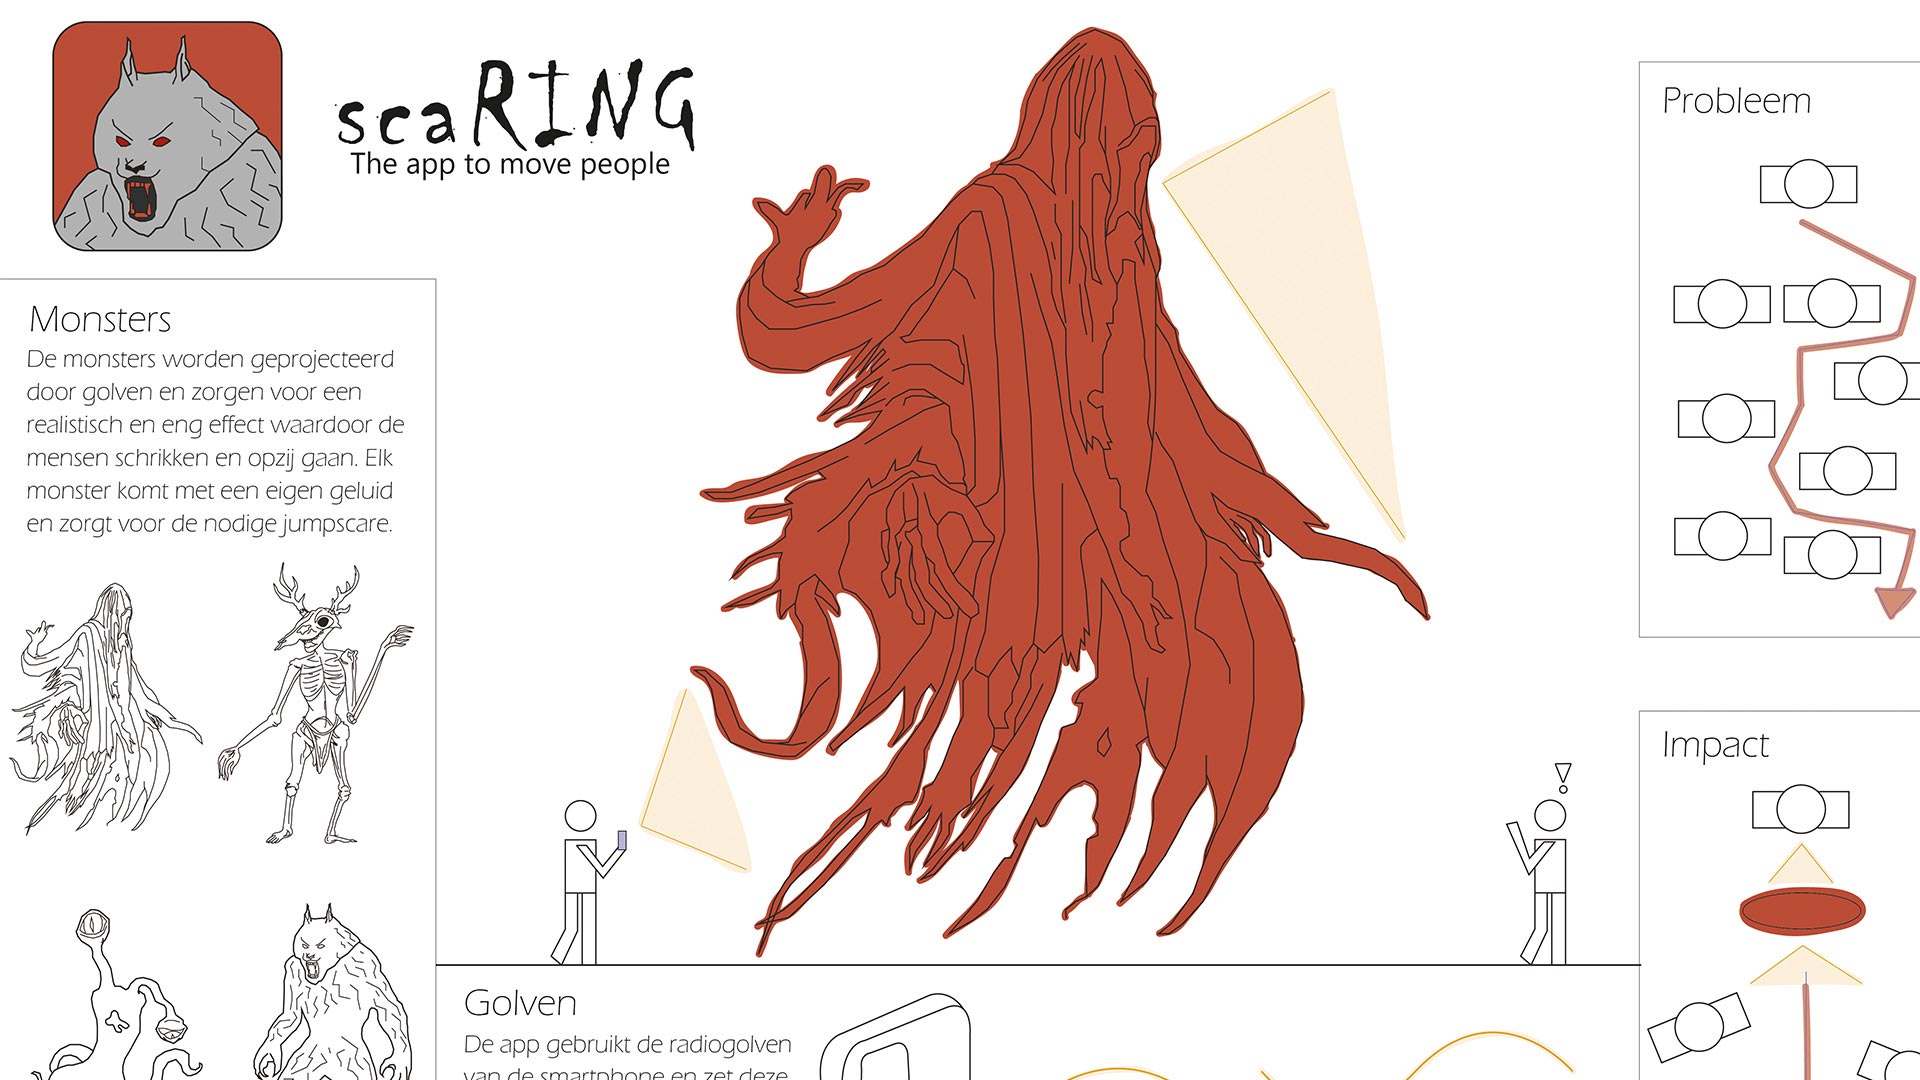 scaRING
The app to move people
Monsters
De monsters worden geprojecteerd
door golven en zorgen voor een
realistisch en eng effect waardoor de
mensen schrikken en opzij gaan. Elk
monster komt met een eigen geluid
en zorgt voor de nodige jumpscare.
Golven
De app gebruikt de radiogolven
van de smartphone en zet deze
Probleem
Impact